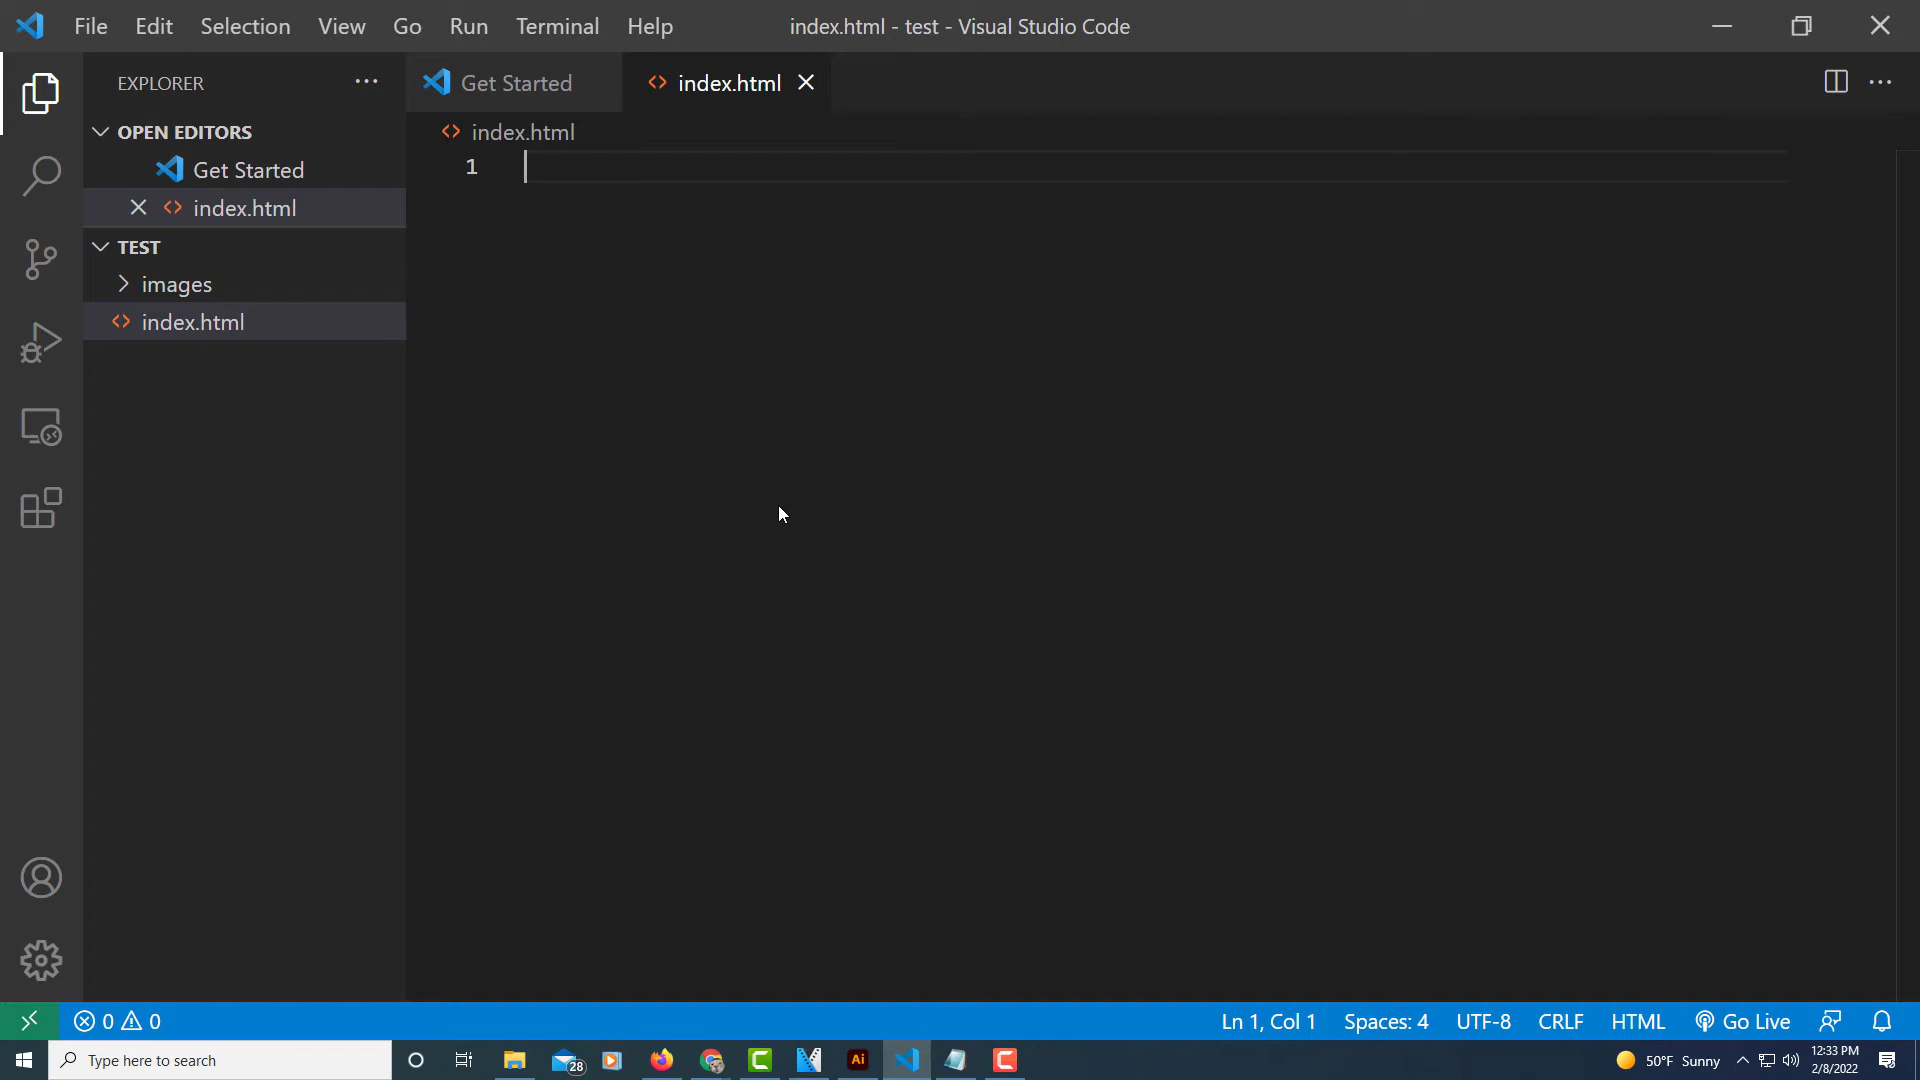 File Edit Selection View Go Run Terminal Help index.html - test - Visual Studio Code
EXPLORER
Get Started
index.html
OPEN EDITORS
Get Started
index.html
TEST
images
index.html
index.html
1
0 0
Ln 1, Col 1 Spaces: 4 UTF-8 CRLF HTML Go Live
Type here to search
28
Ai
50°F Sunny
12:33 PM
2/8/2022